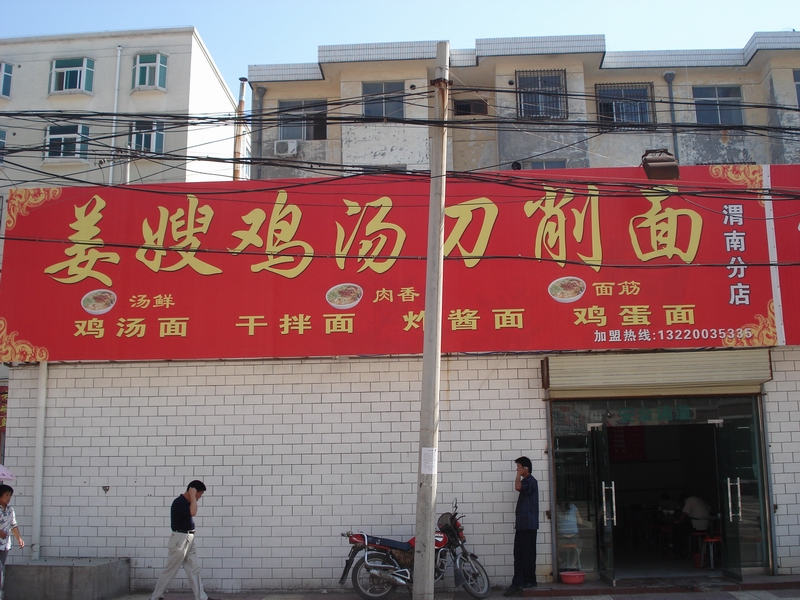 姜嫂鸡汤刀削面
渭南分店
汤鲜 肉香 面筋
鸡汤面 干拌面 炸酱面 鸡蛋面
加盟热线:13220035335